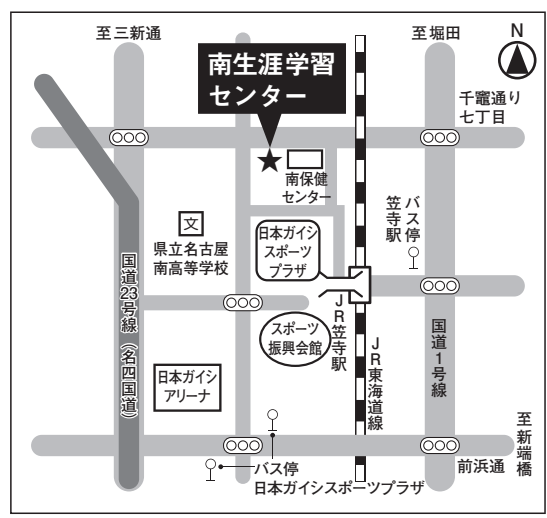 至三新通
至堀田
N
南生涯学習
センター
千竈通り
七丁目
南保健
センター
文
県立名古屋
南高等学校
日本ガイシ
スポーツ
プラザ
バス停
笠寺駅
国道23号線(名四国道)
JR笠寺駅
スポーツ
振興会館
JR東海道線
国道1号線
日本ガイシ
アリーナ
至新端橋
前浜通
バス停
日本ガイシスポーツプラザ